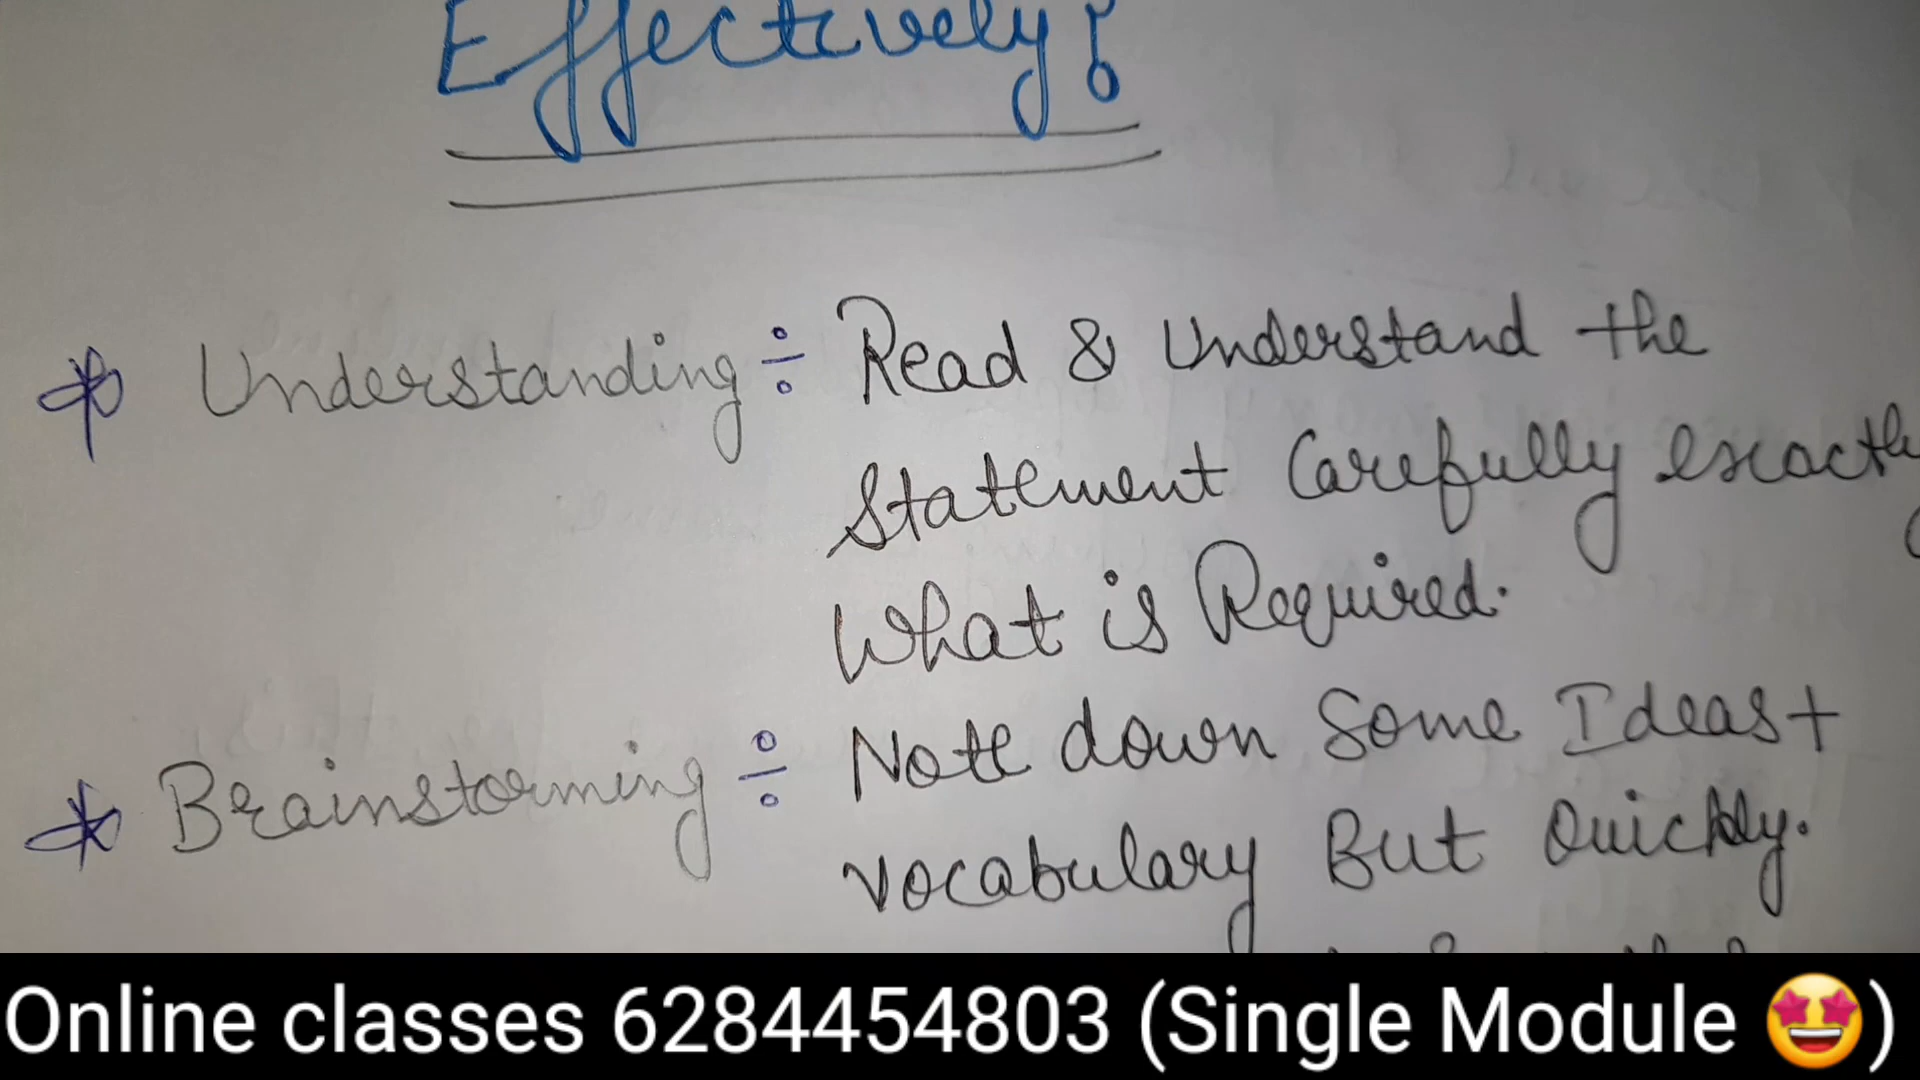 Effectively!
* Understanding ÷ Read & Understand the
Statement Carefully exactly
What is Required.
* Brainstorming ÷ Note down Some Ideas +
Vocabulary But Quickly.
Online classes 6284454803 (Single Module 🤩)